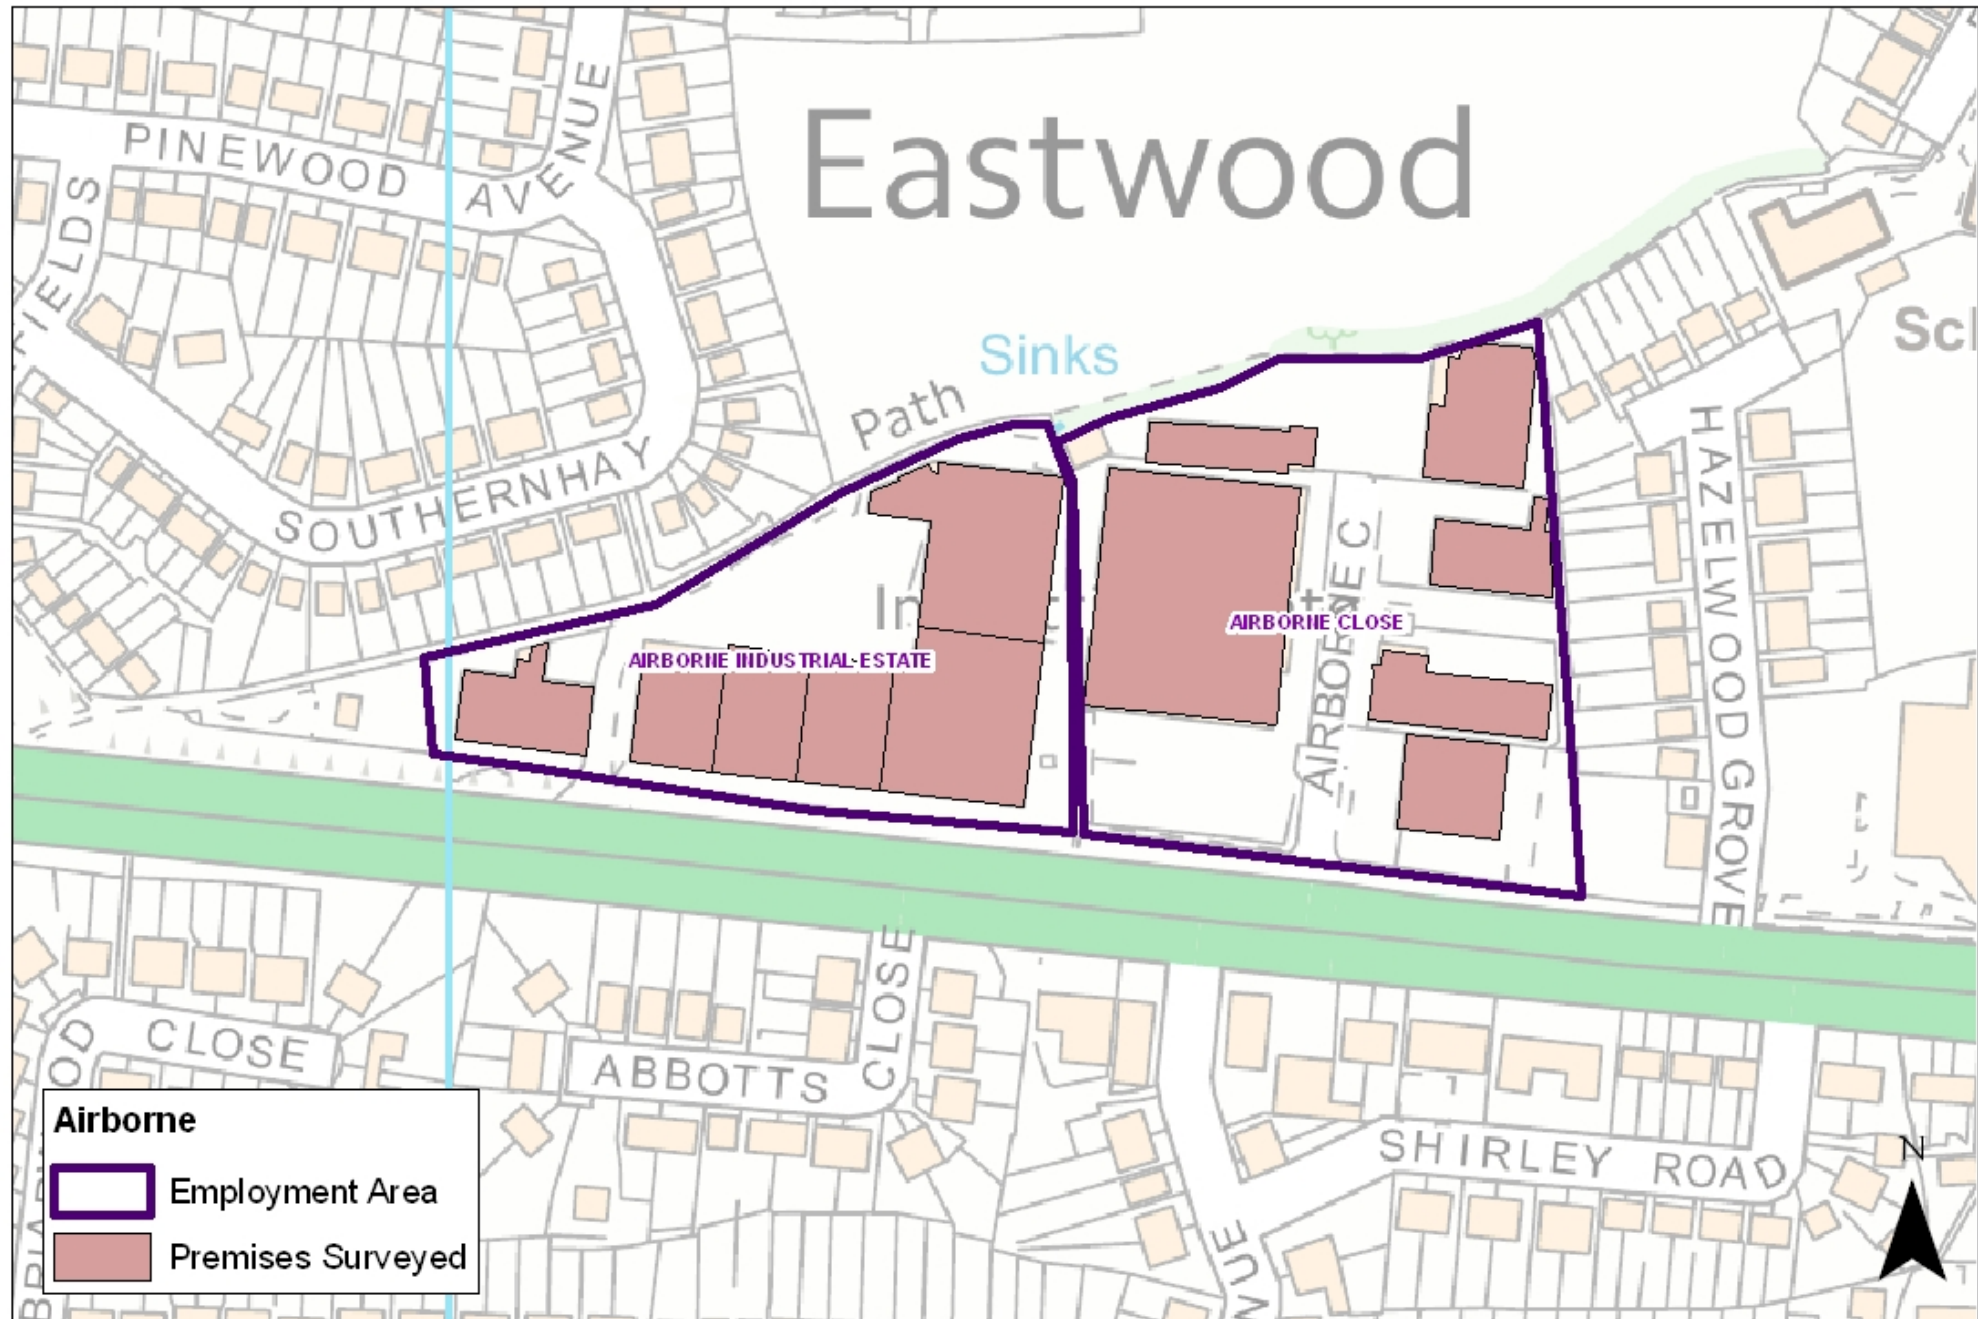 PINEWOOD AVENUE
Eastwood
FIELDS
Sinks
Path
Sc
SOUTHERNHAY
HAZELWOOD GROVE
AIRBORNE C
AIRBORNE CLOSE
AIRBORNE INDUSTRIAL ESTATE
CLOSE
ABBOTTS CLOSE
SHIRLEY ROAD
N
Airborne
Employment Area
Premises Surveyed